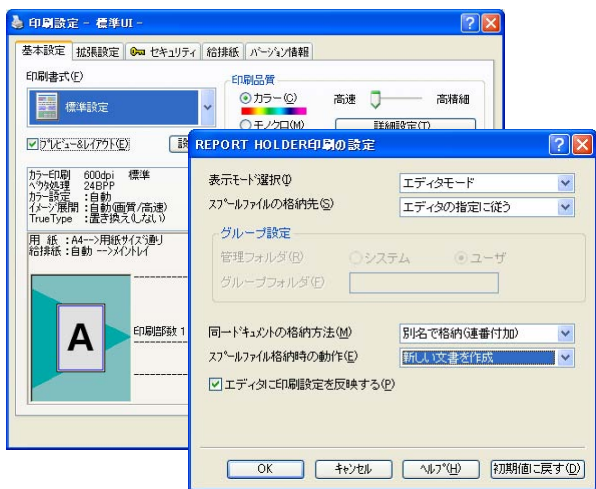 印刷設定 - 標準UI -
基本設定 拡張設定 セキュリティ 給排紙 バージョン情報
印刷書式(F)
標準設定
印刷品質
カラー(C) 高速 高精細
モノクロ(M) 詳細設定(T)
プレビュー&レイアウト(E) 設
カラー印刷 600dpi 標準
ベクタ処理 24BPP
カラー設定 :自動
イメージ展開 :自動(画質/高速)
TrueType :置き換え(しない)
用 紙 :A4-->用紙サイズ通り
給排紙 :自動 -->メイントレイ
A
印刷部数 1
REPORT HOLDER印刷の設定
表示モード選択(I) エディタモード
スプールファイルの格納先(S) エディタの指定に従う
グループ設定
管理フォルダ(R) システム ユーザ
グループフォルダ(F)
同一ドキュメントの格納方法(M) 別名で格納(連番付加)
スプールファイル格納時の動作(E) 新しい文書を作成
エディタに印刷設定を反映する(P)
OK キャンセル ヘルプ(H) 初期値に戻す(D)